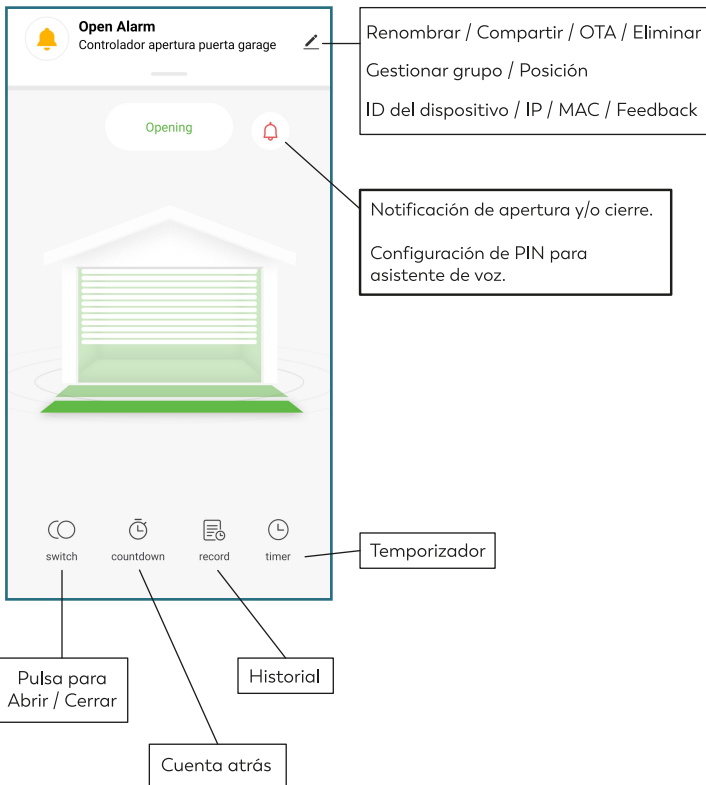 Open Alarm
Controlador apertura puerta garage
Renombrar / Compartir / OTA / Eliminar
Gestionar grupo / Posición
ID del dispositivo / IP / MAC / Feedback
Opening
Notificación de apertura y/o cierre.
Configuración de PIN para
asistente de voz.
switch
countdown
record
timer
Temporizador
Pulsa para
Abrir / Cerrar
Historial
Cuenta atrás